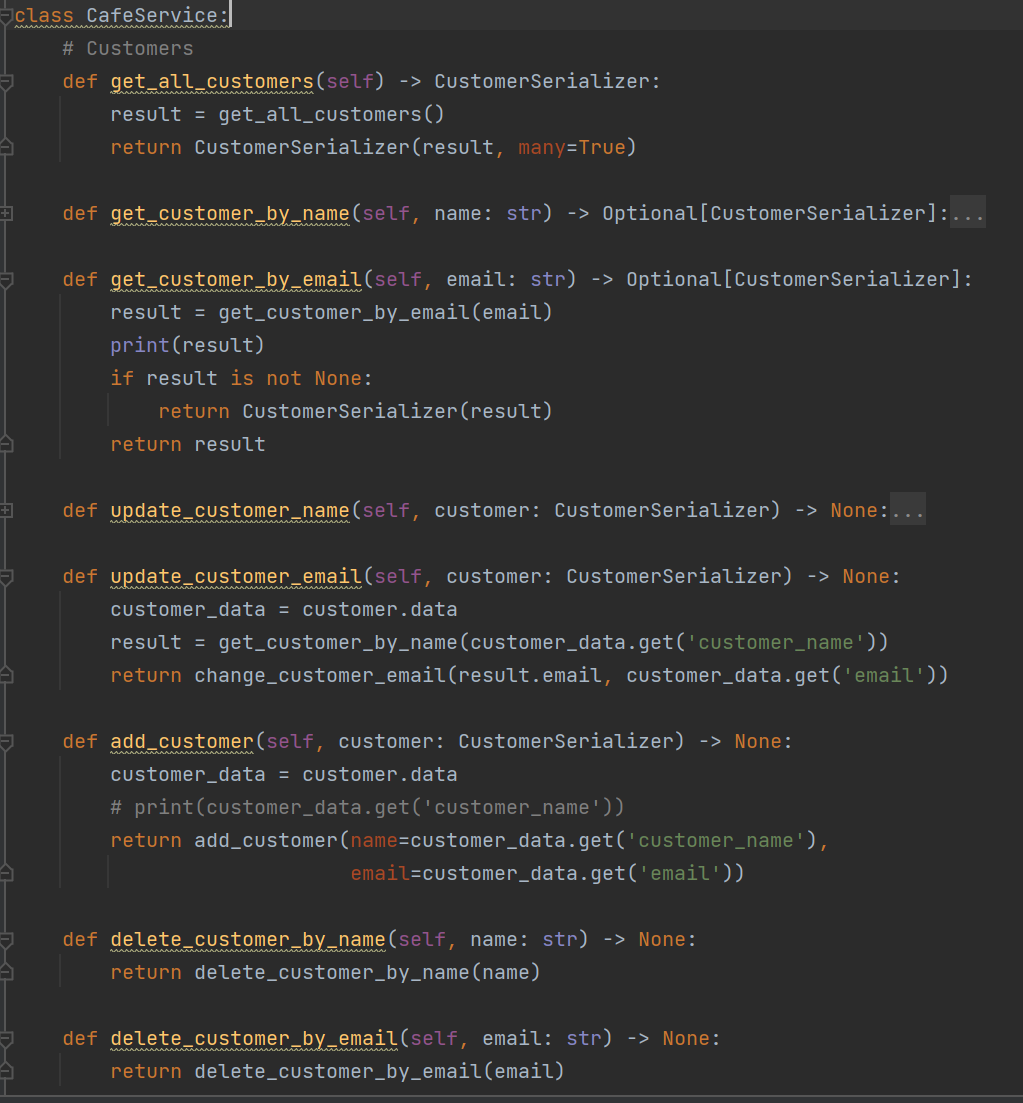 class CafeService:
    # Customers
    def get_all_customers(self) -> CustomerSerializer:
        result = get_all_customers()
        return CustomerSerializer(result, many=True)

    def get_customer_by_name(self, name: str) -> Optional[CustomerSerializer]:...

    def get_customer_by_email(self, email: str) -> Optional[CustomerSerializer]:
        result = get_customer_by_email(email)
        print(result)
        if result is not None:
            return CustomerSerializer(result)
        return result

    def update_customer_name(self, customer: CustomerSerializer) -> None:...

    def update_customer_email(self, customer: CustomerSerializer) -> None:
        customer_data = customer.data
        result = get_customer_by_name(customer_data.get('customer_name'))
        return change_customer_email(result.email, customer_data.get('email'))

    def add_customer(self, customer: CustomerSerializer) -> None:
        customer_data = customer.data
        # print(customer_data.get('customer_name'))
        return add_customer(name=customer_data.get('customer_name'),
                            email=customer_data.get('email'))

    def delete_customer_by_name(self, name: str) -> None:
        return delete_customer_by_name(name)

    def delete_customer_by_email(self, email: str) -> None:
        return delete_customer_by_email(email)